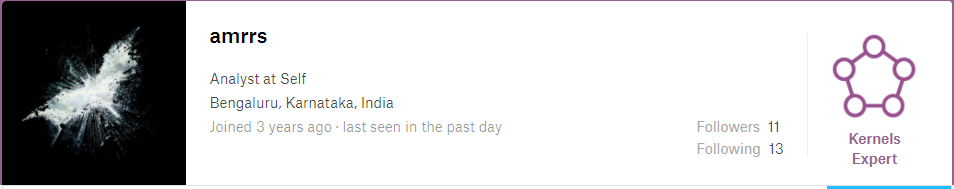 amrrs
Analyst at Self
Bengaluru, Karnataka, India
Joined 3 years ago · last seen in the past day
Followers 11
Following 13
Kernels
Expert